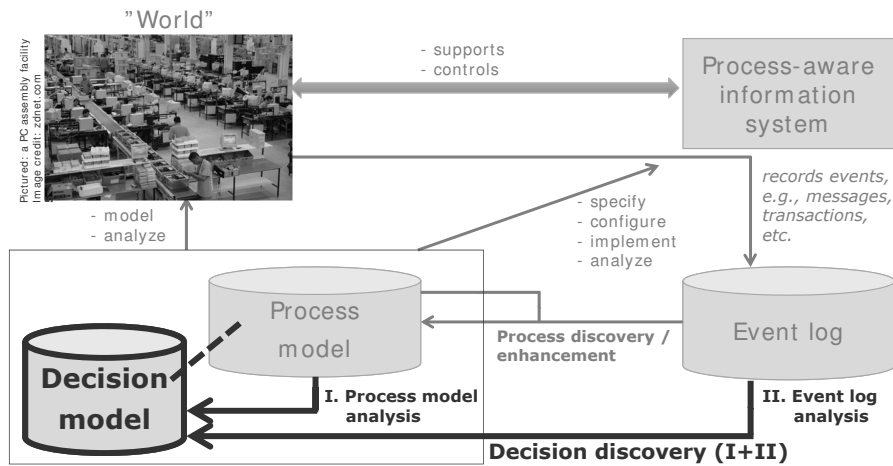 "World"
Pictured: a PC assembly facility
Image credit: zdnet.com
- supports
- controls
Process-aware
information
system
records events,
e.g., messages,
transactions,
etc.
- model
- analyze
- specify
- configure
- implement
- analyze
Process
model
Process discovery /
enhancement
Event log
Decision
model
I. Process model
analysis
II. Event log
analysis
Decision discovery (I+II)